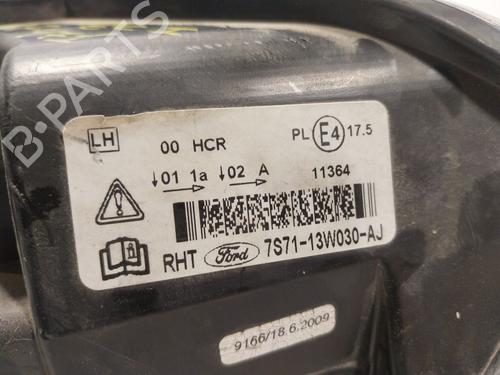 B-PARTS
LH 00 HCR PL E4 17.5
↓01 1a ↓02 A 11364
RHT Ford 7S71-13W030-AJ
9166/18.6.2009